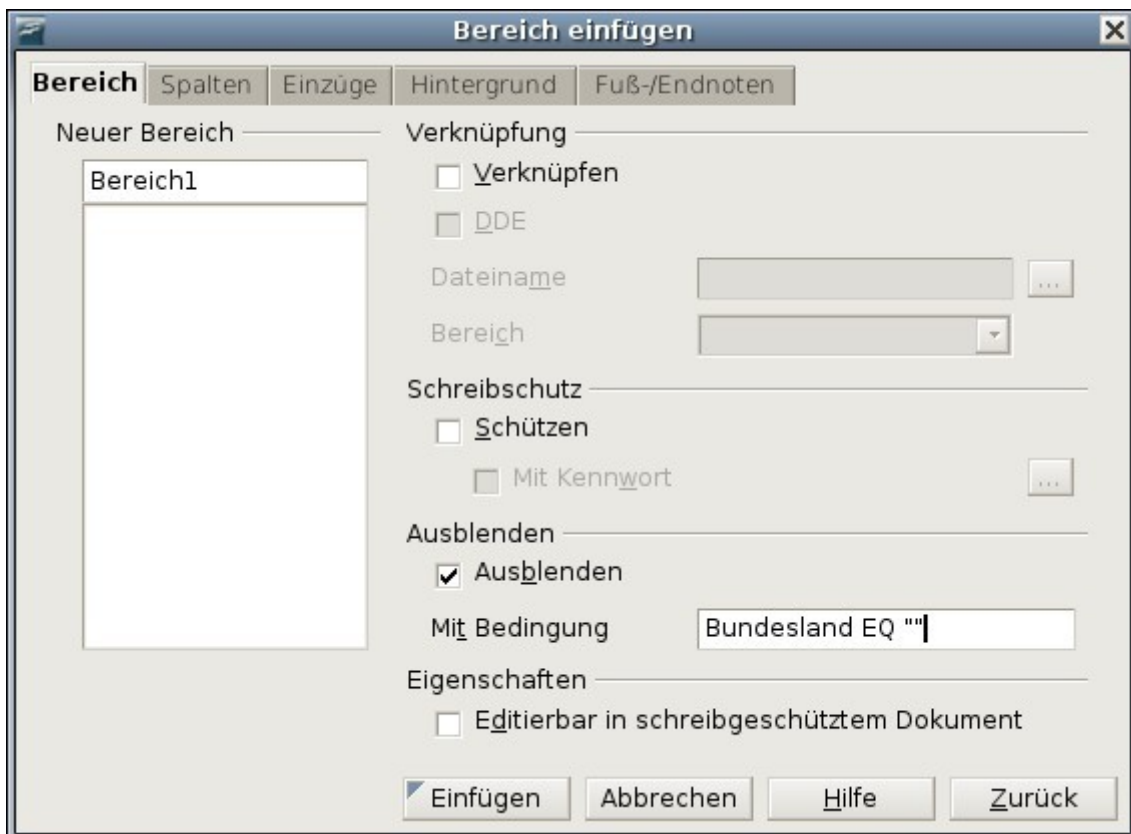 Bereich einfügen
Bereich Spalten Einzüge Hintergrund Fuß-/Endnoten
Neuer Bereich
Bereich1
Verknüpfung
Verknüpfen
DDE
Dateiname
...
Bereich
Schreibschutz
Schützen
Mit Kennwort
...
Ausblenden
Ausblenden
Mit Bedingung
Bundesland EQ ""
Eigenschaften
Editierbar in schreibgeschütztem Dokument
Einfügen Abbrechen Hilfe Zurück